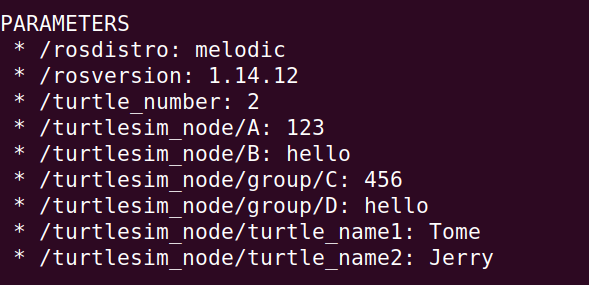 PARAMETERS
* /rosdistro: melodic
* /rosversion: 1.14.12
* /turtle_number: 2
* /turtlesim_node/A: 123
* /turtlesim_node/B: hello
* /turtlesim_node/group/C: 456
* /turtlesim_node/group/D: hello
* /turtlesim_node/turtle_name1: Tome
* /turtlesim_node/turtle_name2: Jerry